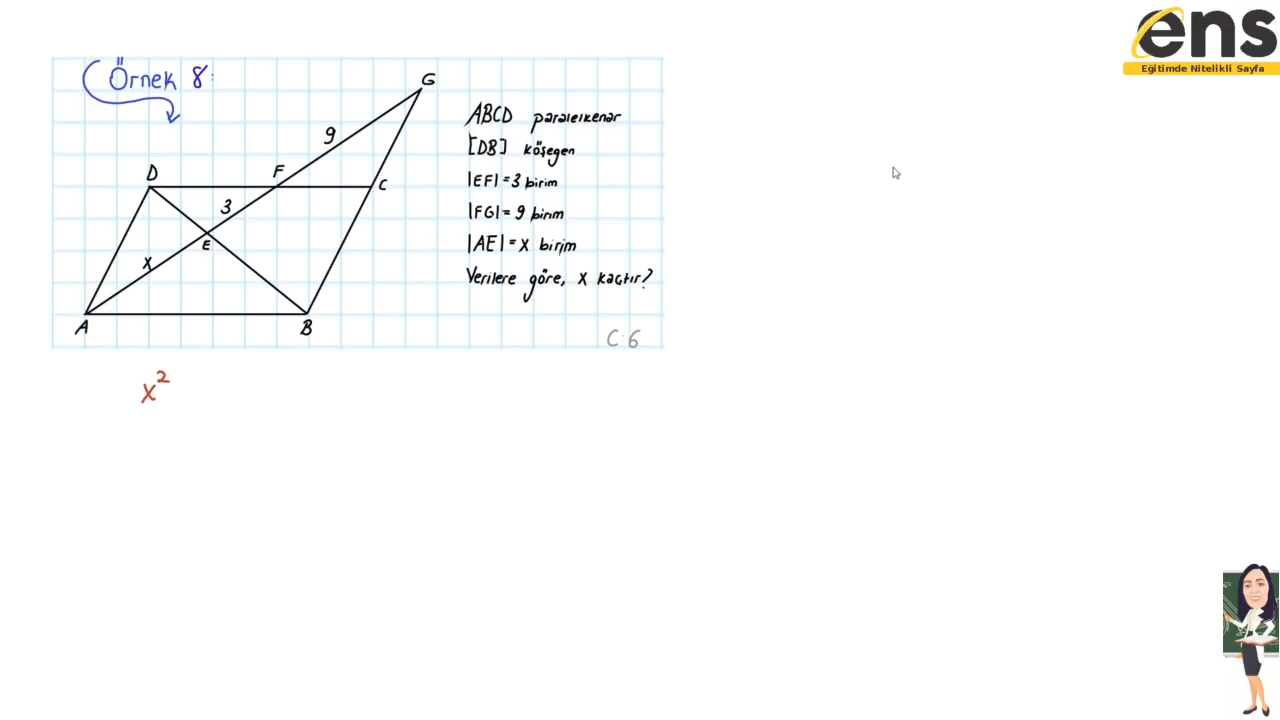 ens
Eğitimde Nitelikli Sayfa
Örnek 8:
G
9
D
F
C
3
E
x
A
B
ABCD paralelkenar
[DB] köşegen
|EF| = 3 birim
|FG| = 9 birim
|AE| = x birim
Verilere göre, x kaçtır?
C:6
x²